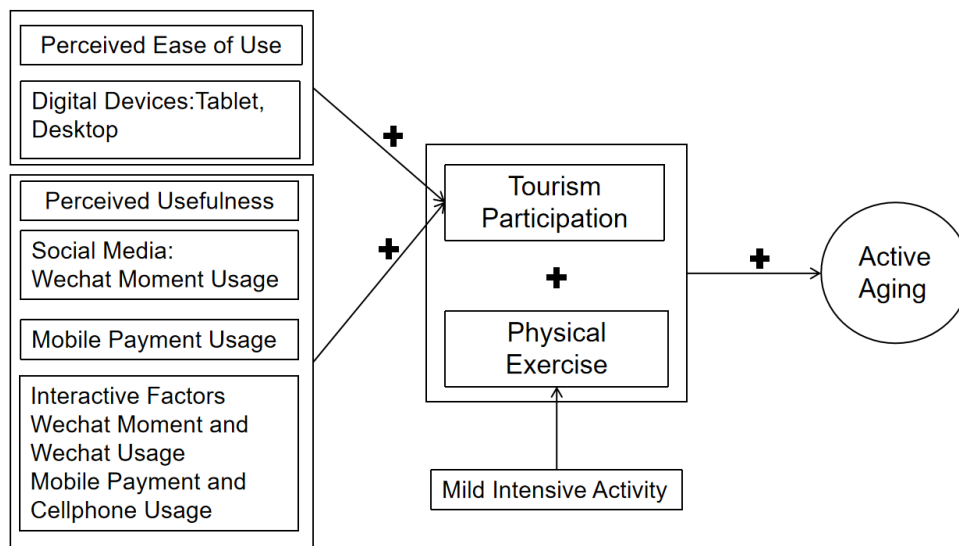 Perceived Ease of Use
Digital Devices:Tablet,
Desktop
Perceived Usefulness
Social Media:
Wechat Moment Usage
Mobile Payment Usage
Interactive Factors
Wechat Moment and
Wechat Usage
Mobile Payment and
Cellphone Usage
+
+
Tourism
Participation
+
Physical
Exercise
Mild Intensive Activity
+
Active
Aging